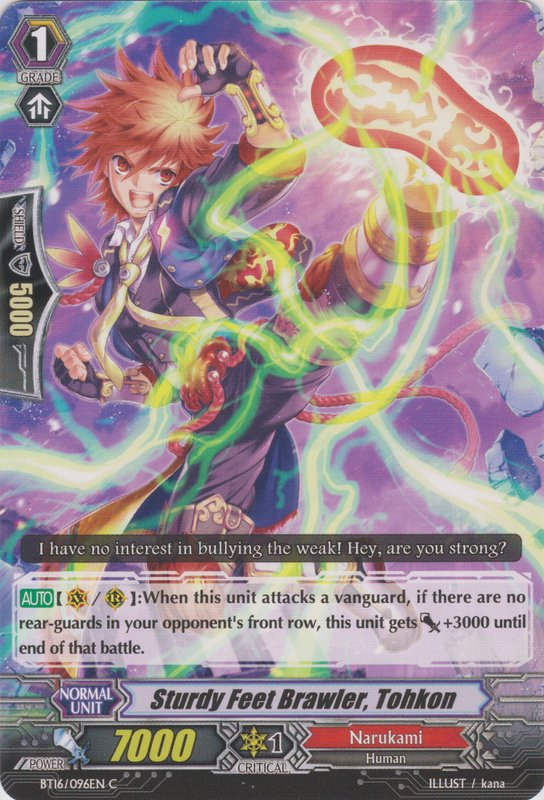 1
GRADE
SHIELD
5000
I have no interest in bullying the weak! Hey, are you strong?
AUTO [ V / R ]:When this unit attacks a vanguard, if there are no
rear-guards in your opponent's front row, this unit gets +3000 until
end of that battle.
NORMAL
UNIT
Sturdy Feet Brawler, Tohkon
POWER
7000
1
CRITICAL
Narukami
Human
BT16/096EN C
ILLUST / kana